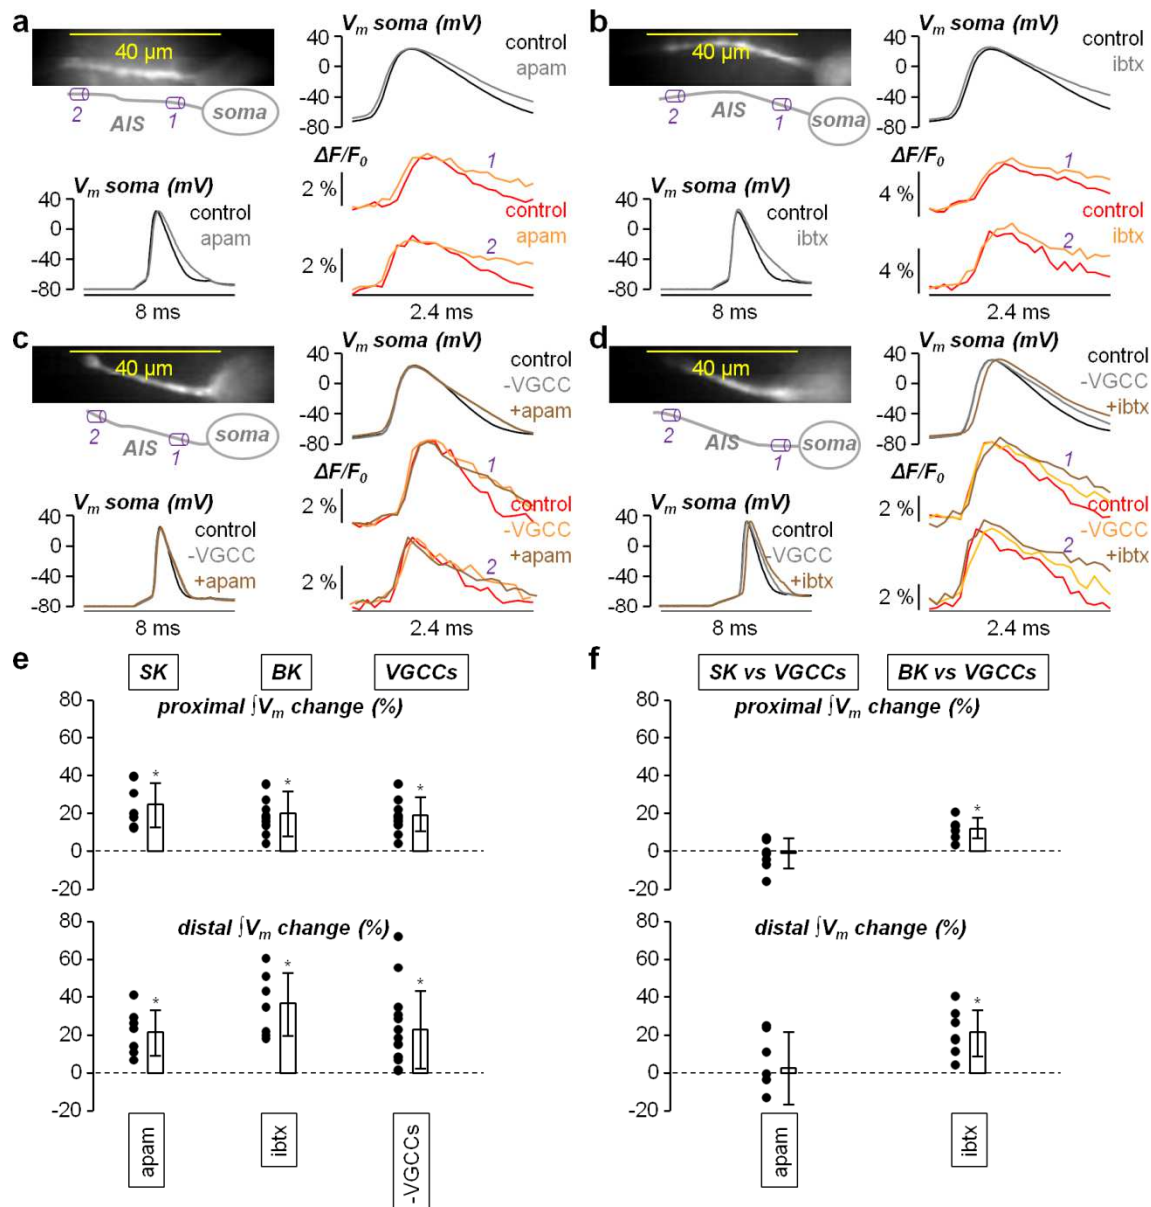 a
40 µm
2
AIS
1
soma
Vm soma (mV)
40
0
-40
-80
control
apam
8 ms
Vm soma (mV)
40
0
-40
-80
control
apam
ΔF/F0
2 %
1
control
apam
2 %
2
2.4 ms
b
40 µm
2
AIS
1
soma
Vm soma (mV)
40
0
-40
-80
control
ibtx
8 ms
Vm soma (mV)
40
0
-40
-80
control
ibtx
ΔF/F0
4 %
1
control
ibtx
4 %
2
2.4 ms
c
40 µm
2
AIS
1
soma
Vm soma (mV)
40
0
-40
-80
control
-VGCC
+apam
8 ms
Vm soma (mV)
40
0
-40
-80
control
-VGCC
+apam
ΔF/F0
2 %
1
control
-VGCC
+apam
2 %
2
2.4 ms
d
40 µm
2
AIS
1
soma
Vm soma (mV)
40
0
-40
-80
control
-VGCC
+ibtx
8 ms
Vm soma (mV)
40
0
-40
-80
control
-VGCC
+ibtx
ΔF/F0
2 %
1
control
-VGCC
+ibtx
2 %
2
2.4 ms
e
SK
BK
VGCCs
proximal ∫Vm change (%)
80
60
40
20
0
-20
* * *
distal ∫Vm change (%)
80
60
40
20
0
-20
* * *
apam
ibtx
-VGCCs
f
SK vs VGCCs
BK vs VGCCs
proximal ∫Vm change (%)
80
60
40
20
0
-20
*
distal ∫Vm change (%)
80
60
40
20
0
-20
*
apam
ibtx